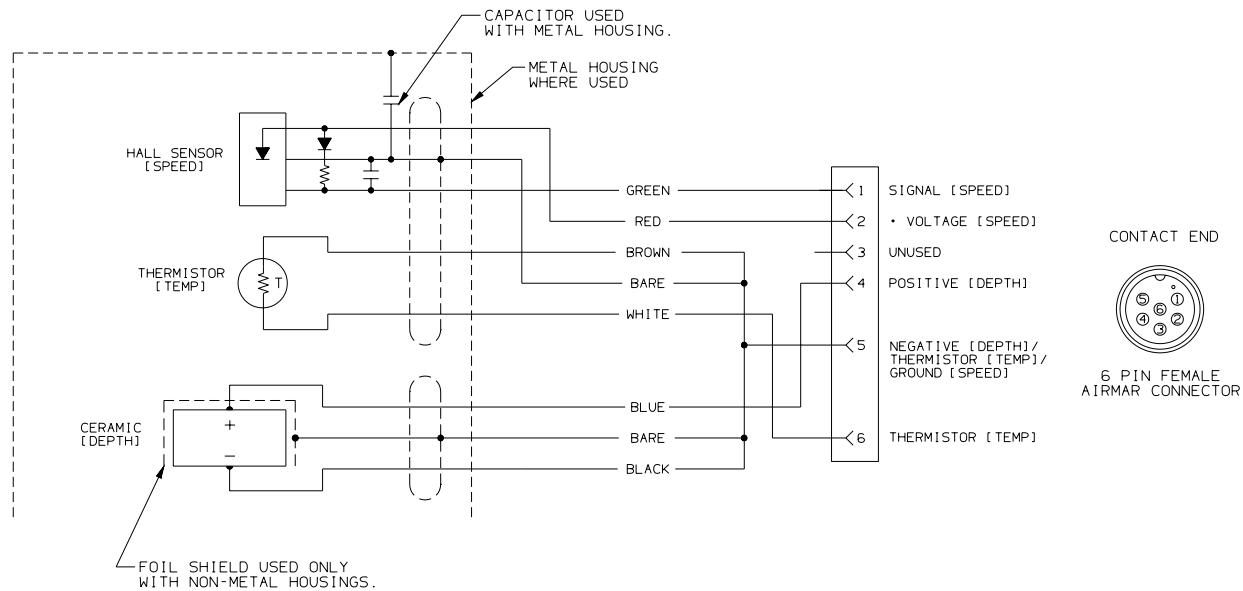 CAPACITOR USED
WITH METAL HOUSING.
METAL HOUSING
WHERE USED
HALL SENSOR
[SPEED]
GREEN
1
SIGNAL [SPEED]
RED
2
• VOLTAGE [SPEED]
BROWN
3
UNUSED
THERMISTOR
[TEMP]
T
BARE
4
POSITIVE [DEPTH]
WHITE
5
NEGATIVE [DEPTH]/
THERMISTOR [TEMP]/
GROUND [SPEED]
BLUE
CERAMIC
[DEPTH]
+
−
BARE
6
THERMISTOR [TEMP]
BLACK
FOIL SHIELD USED ONLY
WITH NON-METAL HOUSINGS.
CONTACT END
5 1
6
4 2
3
6 PIN FEMALE
AIRMAR CONNECTOR